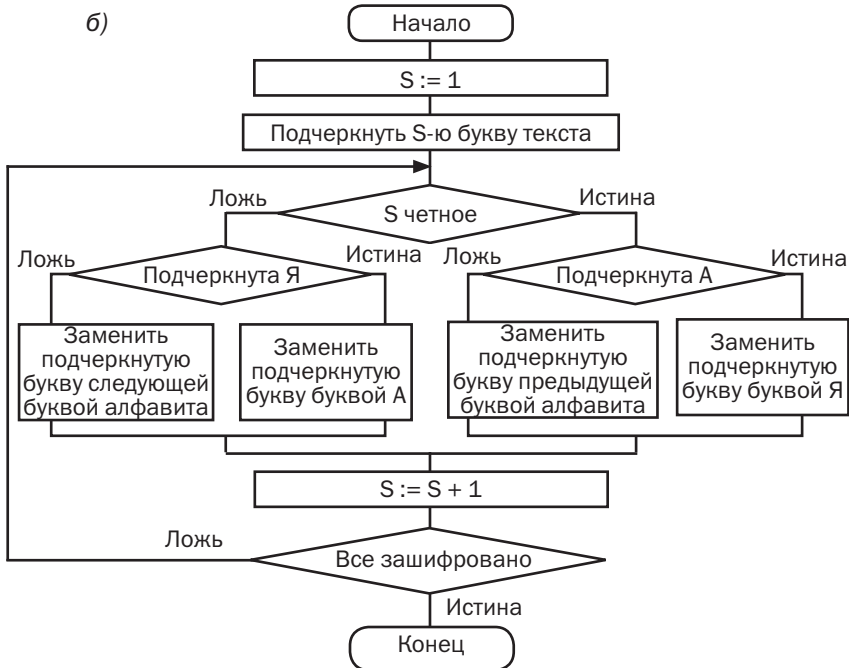 б)
Начало
S := 1
Подчеркнуть S-ю букву текста
Ложь
Истина
S четное
Ложь
Истина
Ложь
Истина
Подчеркнута Я
Подчеркнута А
Заменить
подчеркнутую
букву следующей
буквой алфавита
Заменить
подчеркнутую
букву буквой А
Заменить
подчеркнутую
букву предыдущей
буквой алфавита
Заменить
подчеркнутую
букву буквой Я
S := S + 1
Ложь
Все зашифровано
Истина
Конец